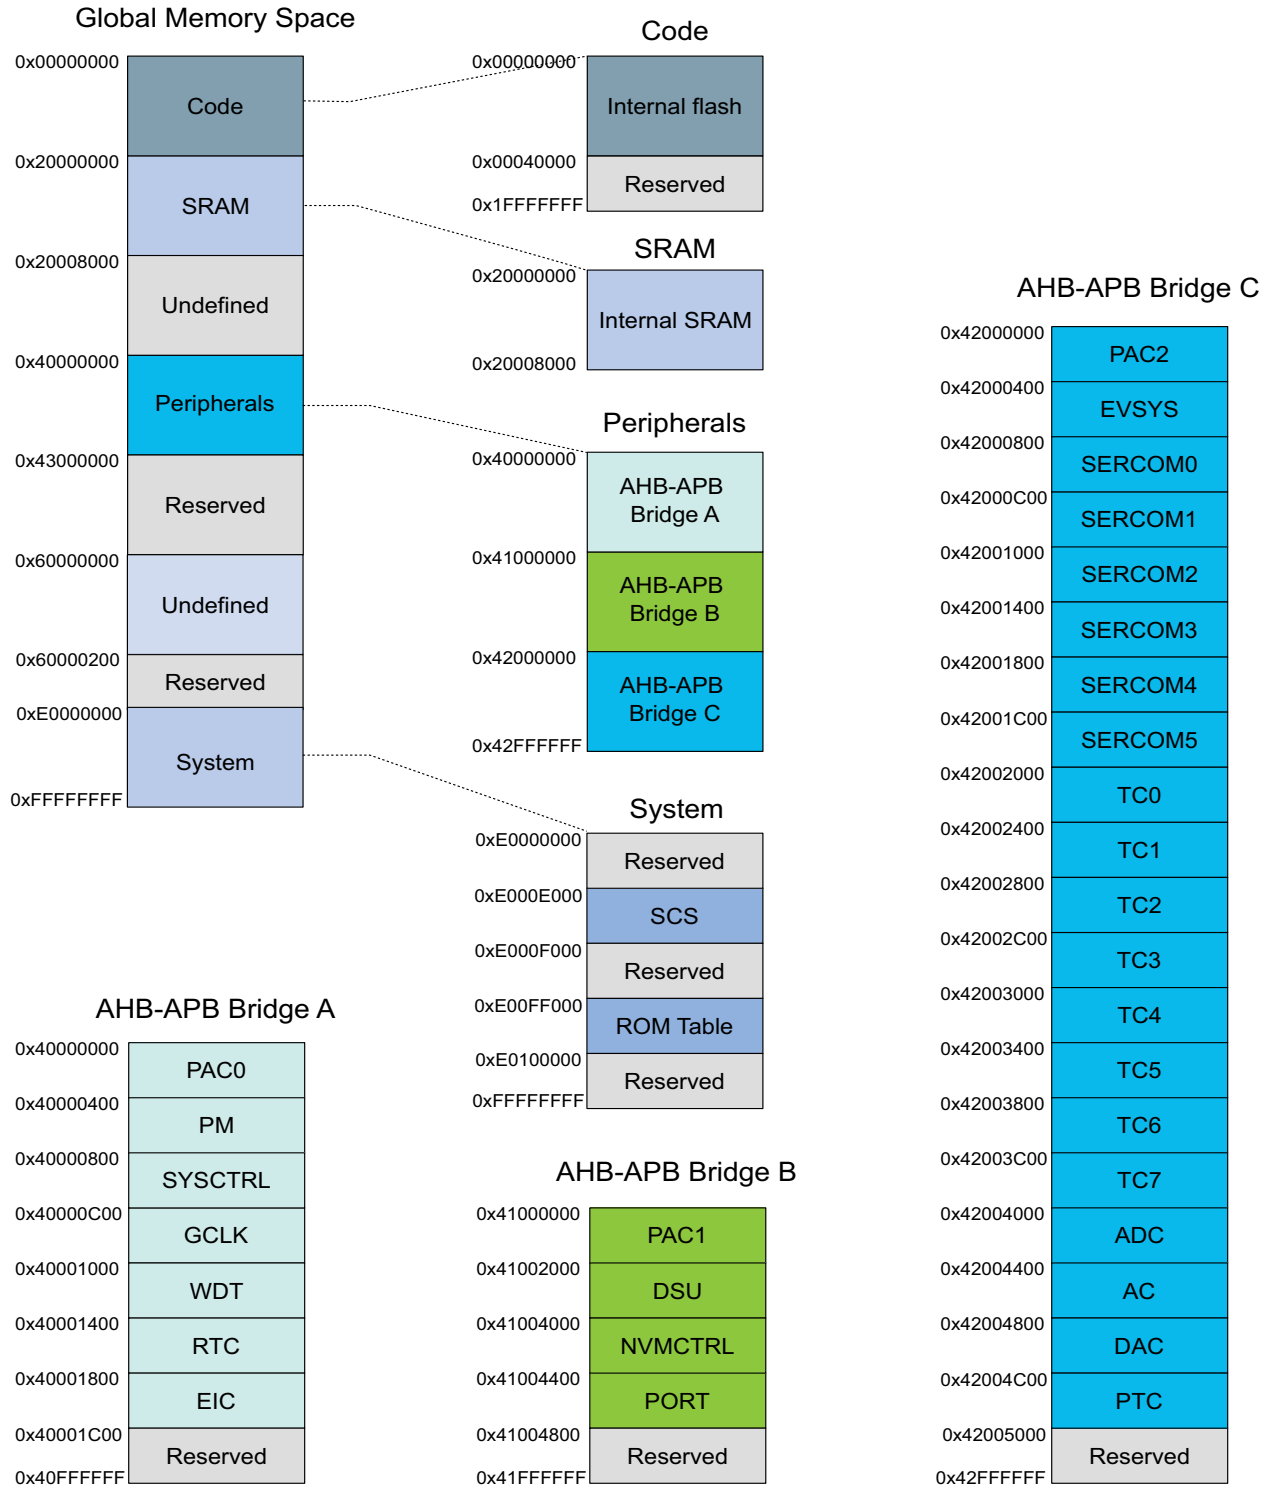 Global Memory Space
0x00000000
Code
0x20000000
SRAM
0x20008000
Undefined
0x40000000
Peripherals
0x43000000
Reserved
0x60000000
Undefined
0x60000200
Reserved
0xE0000000
System
0xFFFFFFFF
Code
0x00000000
Internal flash
0x00040000
Reserved
0x1FFFFFFF
SRAM
0x20000000
Internal SRAM
0x20008000
Peripherals
0x40000000
AHB-APB
Bridge A
0x41000000
AHB-APB
Bridge B
0x42000000
AHB-APB
Bridge C
0x42FFFFFF
System
0xE0000000
Reserved
0xE000E000
SCS
0xE000F000
Reserved
0xE00FF000
ROM Table
0xE0100000
Reserved
0xFFFFFFFF
AHB-APB Bridge A
0x40000000
PAC0
0x40000400
PM
0x40000800
SYSCTRL
0x40000C00
GCLK
0x40001000
WDT
0x40001400
RTC
0x40001800
EIC
0x40001C00
Reserved
0x40FFFFFF
AHB-APB Bridge B
0x41000000
PAC1
0x41002000
DSU
0x41004000
NVMCTRL
0x41004400
PORT
0x41004800
Reserved
0x41FFFFFF
AHB-APB Bridge C
0x42000000
PAC2
0x42000400
EVSYS
0x42000800
SERCOM0
0x42000C00
SERCOM1
0x42001000
SERCOM2
0x42001400
SERCOM3
0x42001800
SERCOM4
0x42001C00
SERCOM5
0x42002000
TC0
0x42002400
TC1
0x42002800
TC2
0x42002C00
TC3
0x42003000
TC4
0x42003400
TC5
0x42003800
TC6
0x42003C00
TC7
0x42004000
ADC
0x42004400
AC
0x42004800
DAC
0x42004C00
PTC
0x42005000
Reserved
0x42FFFFFF